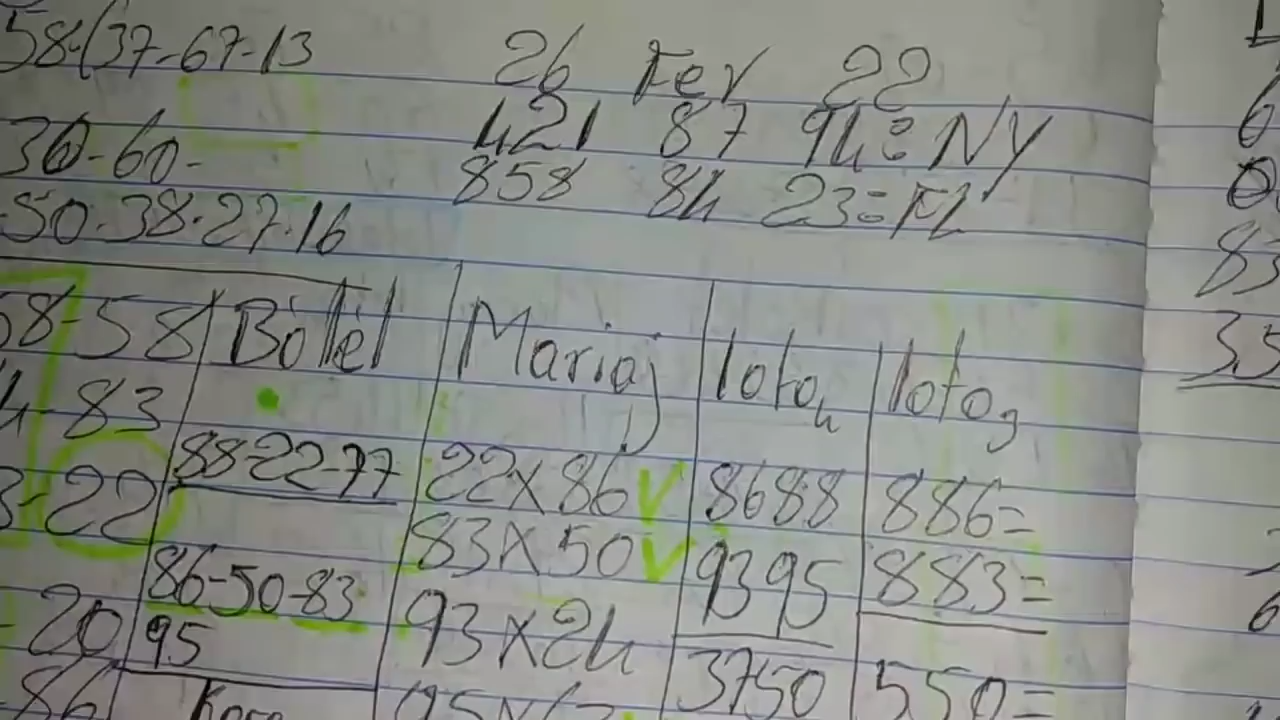 58-(37-67-13
26 Fev 22
421 87 94=NY
30-60-
858 84 23=FL
50-38-27-16
58-58 Bòlèt Mariaj loto4 loto3
4-83
88-22-77 22x86 8688 886=
3-22
83x50 9395 883=
86-50-83
-20 95 93x24
3750 550=
-86